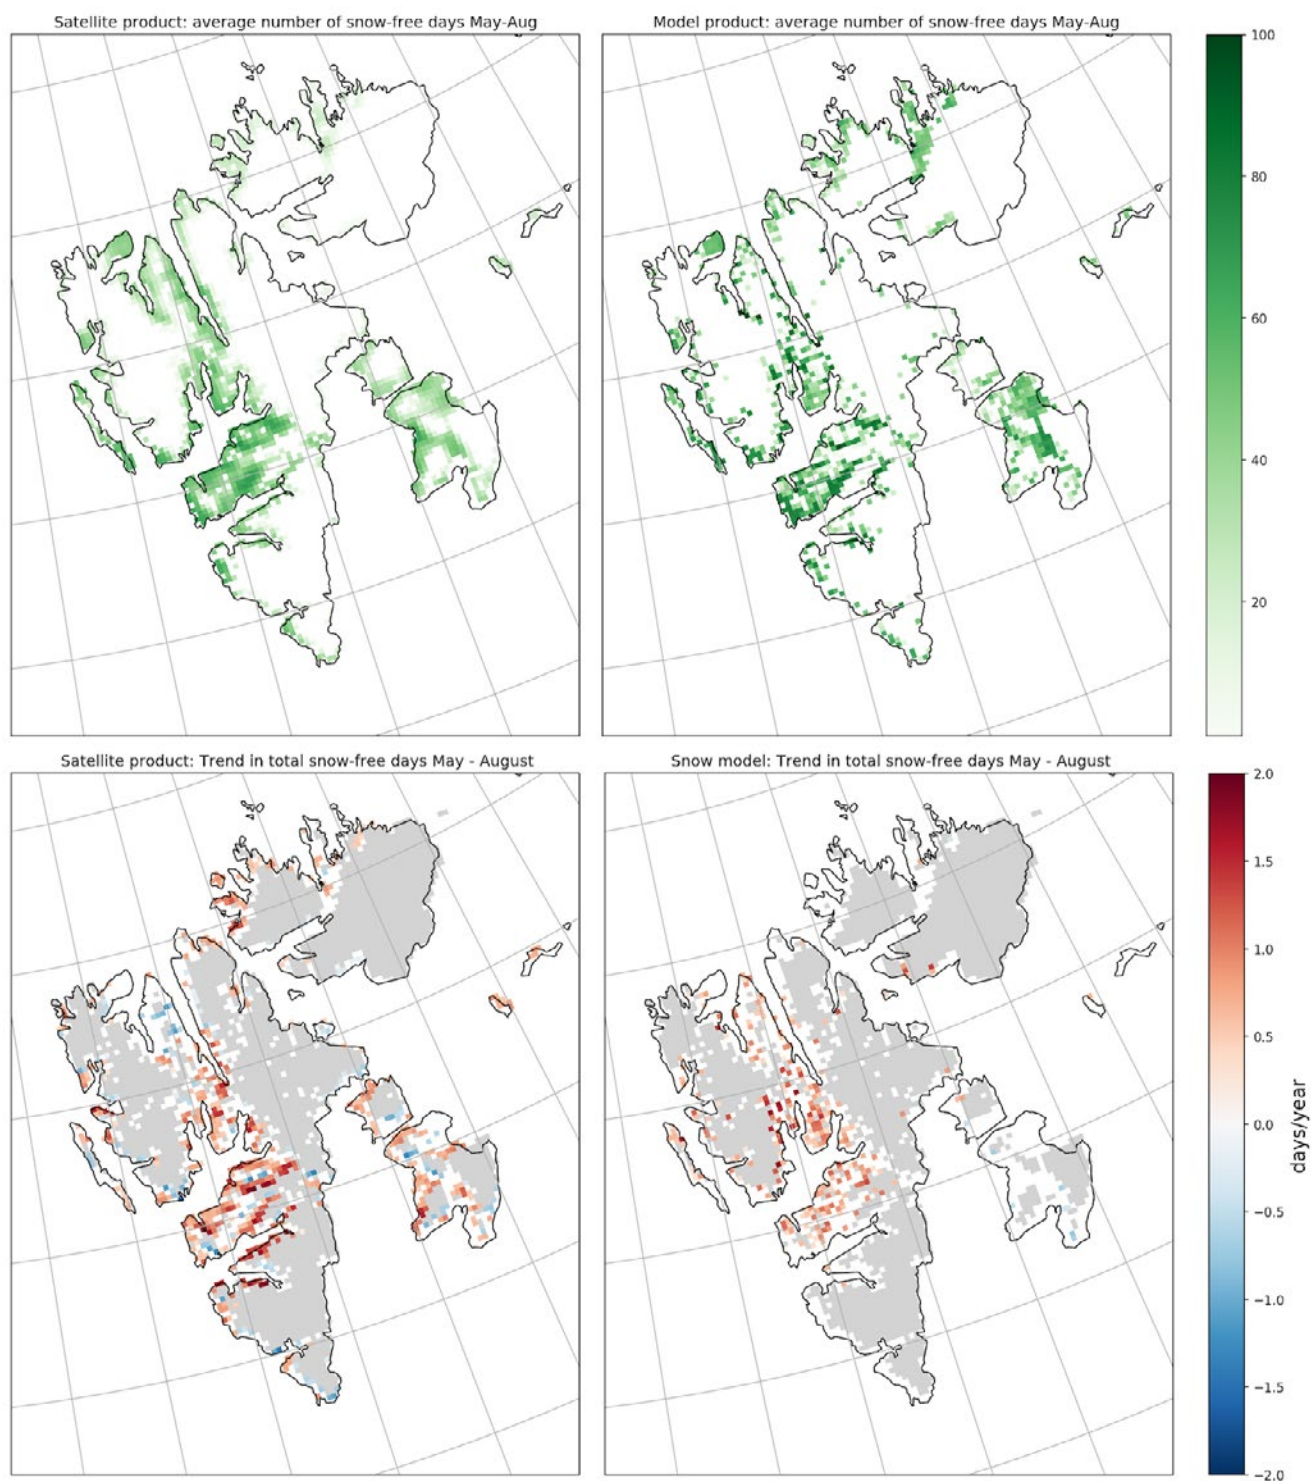 Satellite product: average number of snow-free days May-Aug
Model product: average number of snow-free days May-Aug
100
80
60
40
20
Satellite product: Trend in total snow-free days May - August
Snow model: Trend in total snow-free days May - August
2.0
1.5
1.0
0.5
0.0
−0.5
−1.0
−1.5
−2.0
days/year